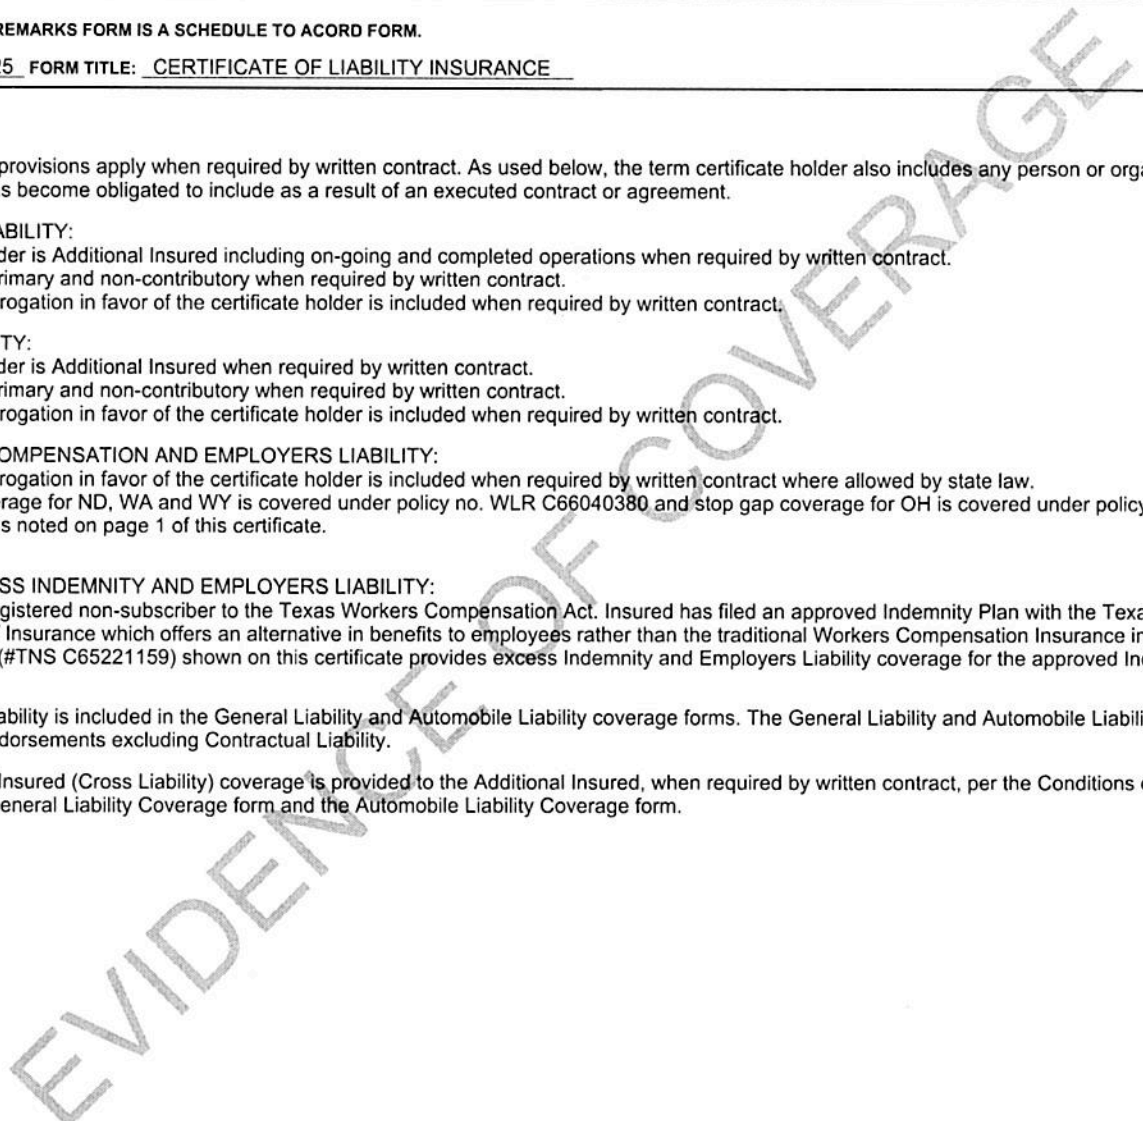 REMARKS FORM IS A SCHEDULE TO ACORD FORM.
25 FORM TITLE: CERTIFICATE OF LIABILITY INSURANCE
provisions apply when required by written contract. As used below, the term certificate holder also includes any person or orga
s become obligated to include as a result of an executed contract or agreement.
ABILITY:
der is Additional Insured including on-going and completed operations when required by written contract.
rimary and non-contributory when required by written contract.
rogation in favor of the certificate holder is included when required by written contract.
TY:
der is Additional Insured when required by written contract.
rimary and non-contributory when required by written contract.
rogation in favor of the certificate holder is included when required by written contract.
OMPENSATION AND EMPLOYERS LIABILITY:
rogation in favor of the certificate holder is included when required by written contract where allowed by state law.
rage for ND, WA and WY is covered under policy no. WLR C66040380 and stop gap coverage for OH is covered under policy
s noted on page 1 of this certificate.
SS INDEMNITY AND EMPLOYERS LIABILITY:
gistered non-subscriber to the Texas Workers Compensation Act. Insured has filed an approved Indemnity Plan with the Texa
Insurance which offers an alternative in benefits to employees rather than the traditional Workers Compensation Insurance in
(#TNS C65221159) shown on this certificate provides excess Indemnity and Employers Liability coverage for the approved In
ability is included in the General Liability and Automobile Liability coverage forms. The General Liability and Automobile Liabili
dorsements excluding Contractual Liability.
Insured (Cross Liability) coverage is provided to the Additional Insured, when required by written contract, per the Conditions
eneral Liability Coverage form and the Automobile Liability Coverage form.
EVIDENCE OF COVERAGE